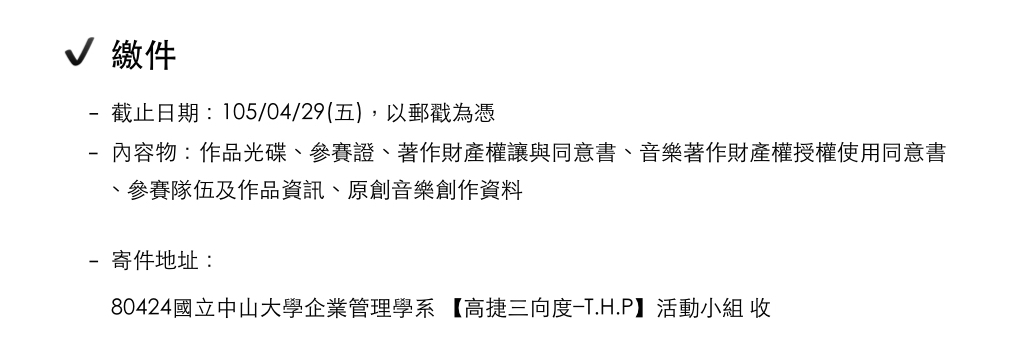 ✓ 繳件
- 截止日期：105/04/29(五)，以郵戳為憑
- 內容物：作品光碟、參賽證、著作財產權讓與同意書、音樂著作財產權授權使用同意書
、參賽隊伍及作品資訊、原創音樂創作資料
- 寄件地址：
80424國立中山大學企業管理學系 【高捷三向度-T.H.P】活動小組 收